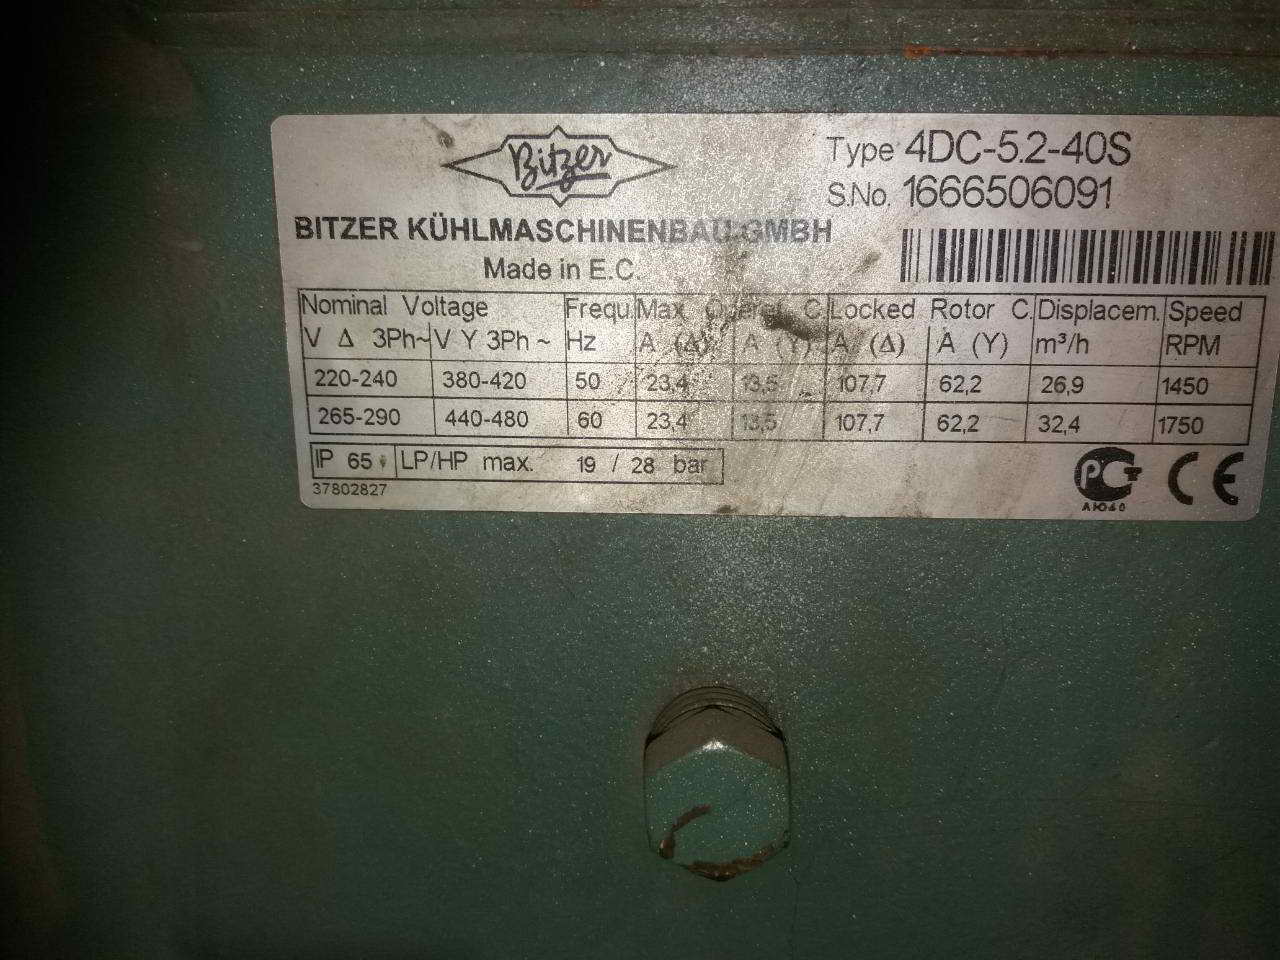 Bitzer
Type 4DC-5.2-40S
S.No. 1666506091
BITZER KÜHLMASCHINENBAU GMBH
Made in E.C.
Nominal Voltage Frequ. Max. Operat. C. Locked Rotor C. Displacem. Speed
V Δ 3Ph~ V Y 3Ph ~ Hz A (Δ) A (Y) A (Δ) A (Y) m³/h RPM
220-240 380-420 50 23,4 13,5 107,7 62,2 26,9 1450
265-290 440-480 60 23,4 13,5 107,7 62,2 32,4 1750
IP 65 LP/HP max. 19 / 28 bar
37802827
PCT CE